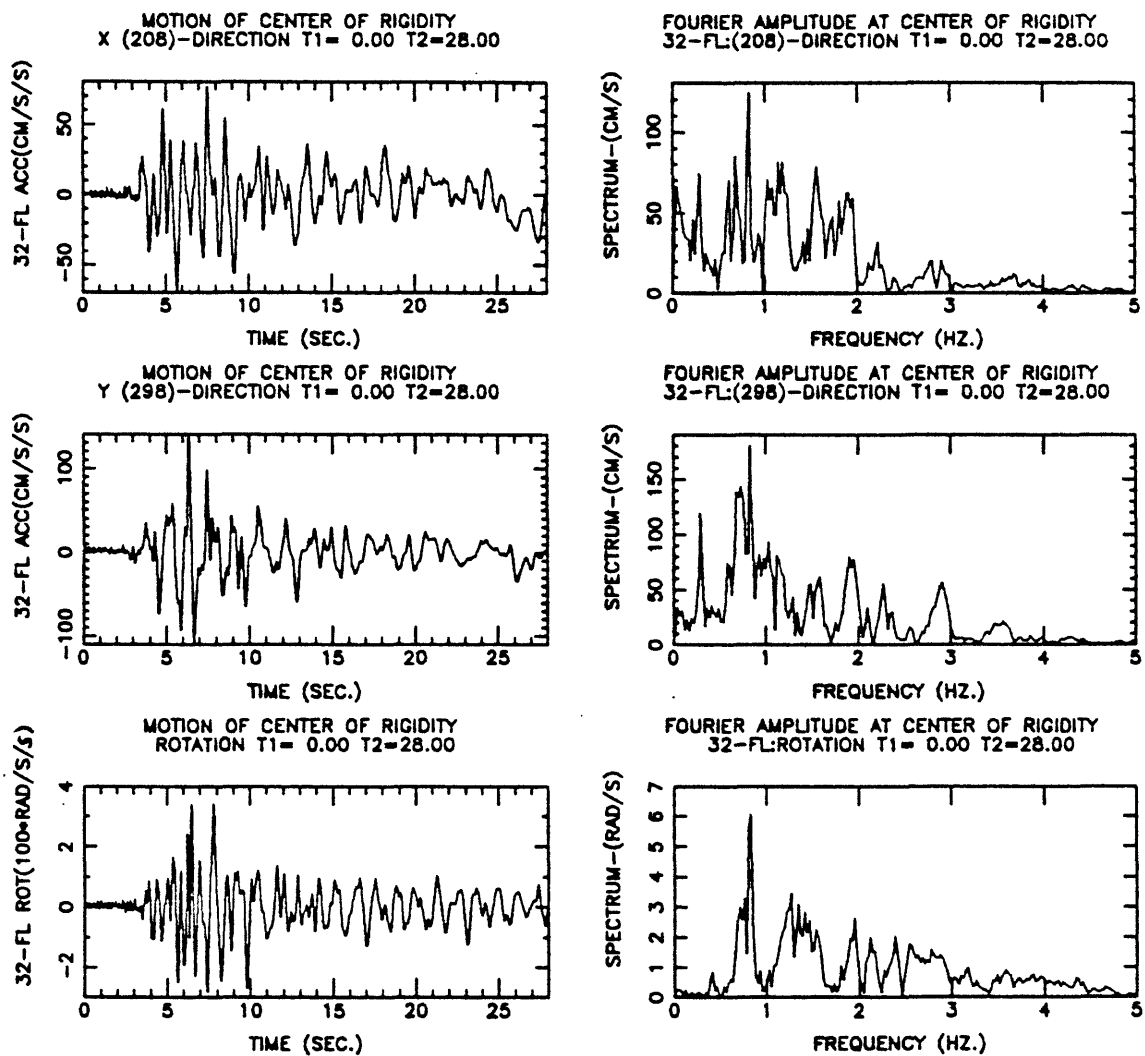 MOTION OF CENTER OF RIGIDITY
X (208)-DIRECTION T1= 0.00 T2=28.00
32-FL ACC(CM/S/S)
50
0
-50
0 5 10 15 20 25
TIME (SEC.)
FOURIER AMPLITUDE AT CENTER OF RIGIDITY
32-FL:(208)-DIRECTION T1= 0.00 T2=28.00
SPECTRUM-(CM/S)
100
50
0
0 1 2 3 4 5
FREQUENCY (HZ.)
MOTION OF CENTER OF RIGIDITY
Y (298)-DIRECTION T1= 0.00 T2=28.00
32-FL ACC(CM/S/S)
100
0
-100
0 5 10 15 20 25
TIME (SEC.)
FOURIER AMPLITUDE AT CENTER OF RIGIDITY
32-FL:(298)-DIRECTION T1= 0.00 T2=28.00
SPECTRUM-(CM/S)
150
100
50
0
0 1 2 3 4 5
FREQUENCY (HZ.)
MOTION OF CENTER OF RIGIDITY
ROTATION T1= 0.00 T2=28.00
32-FL ROT(100*RAD/S/S)
4
2
0
-2
0 5 10 15 20 25
TIME (SEC.)
FOURIER AMPLITUDE AT CENTER OF RIGIDITY
32-FL:ROTATION T1= 0.00 T2=28.00
SPECTRUM-(RAD/S)
7
6
5
4
3
2
1
0
0 1 2 3 4 5
FREQUENCY (HZ.)